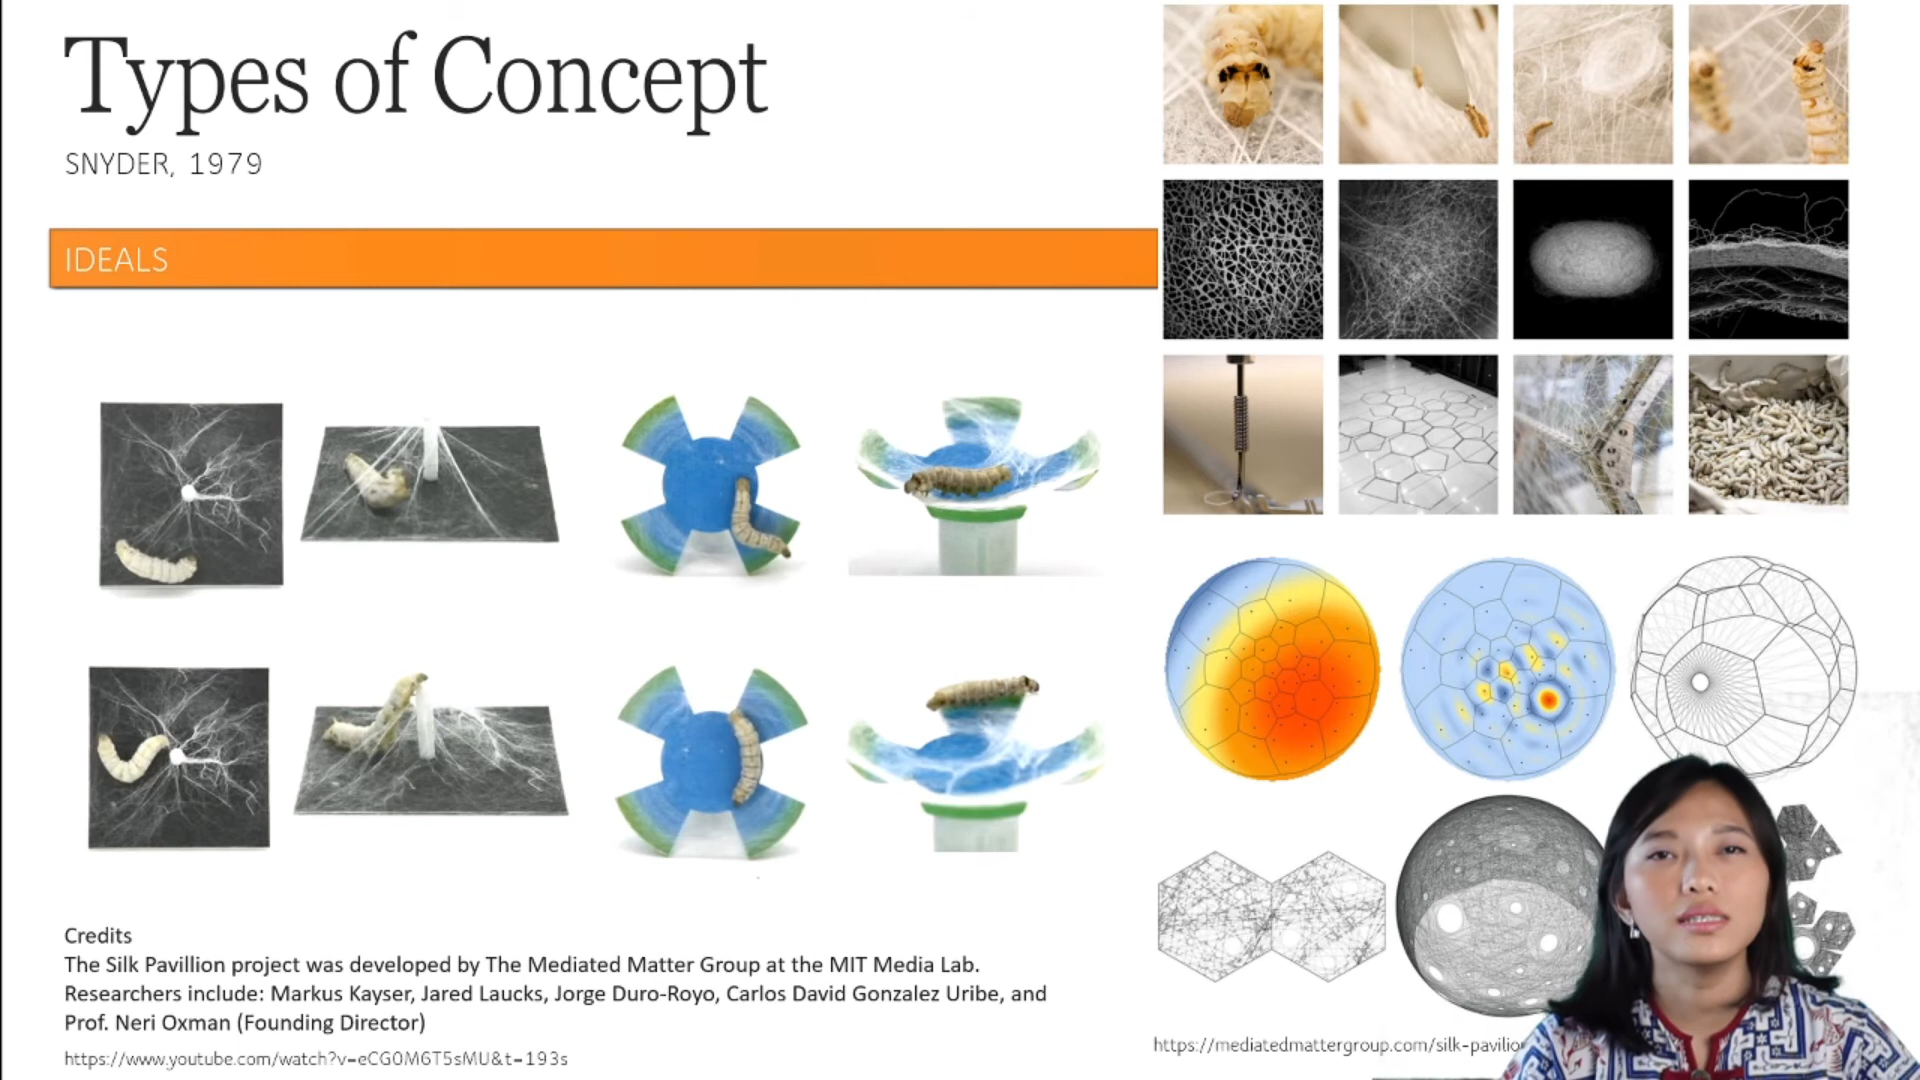 Types of Concept
SNYDER, 1979
IDEALS
Credits
The Silk Pavillion project was developed by The Mediated Matter Group at the MIT Media Lab.
Researchers include: Markus Kayser, Jared Laucks, Jorge Duro-Royo, Carlos David Gonzalez Uribe, and
Prof. Neri Oxman (Founding Director)
https://www.youtube.com/watch?v=eCG0M6T5sMU&t=193s
https://mediatedmattergroup.com/silk-pavilio